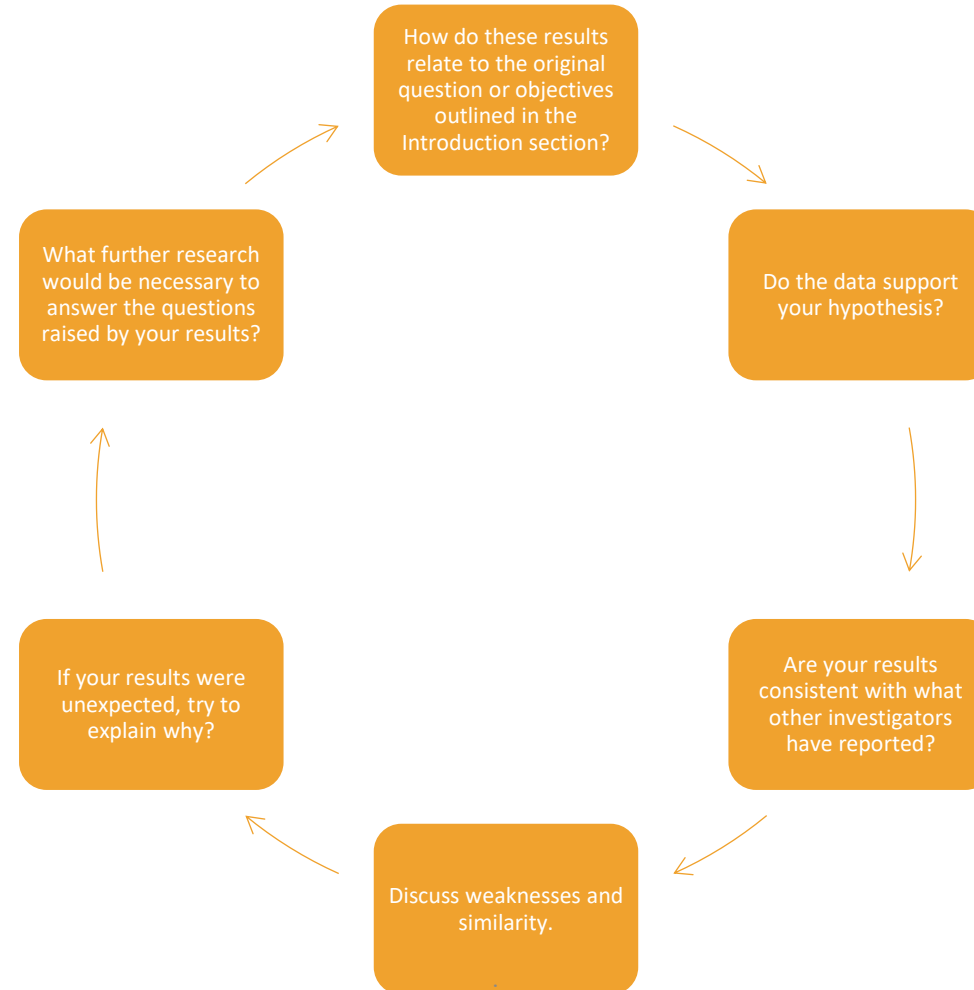 How do these results
relate to the original
question or objectives
outlined in the
Introduction section?
Do the data support
your hypothesis?
Are your results
consistent with what
other investigators
have reported?
Discuss weaknesses and
similarity.
.
If your results were
unexpected, try to
explain why?
What further research
would be necessary to
answer the questions
raised by your results?